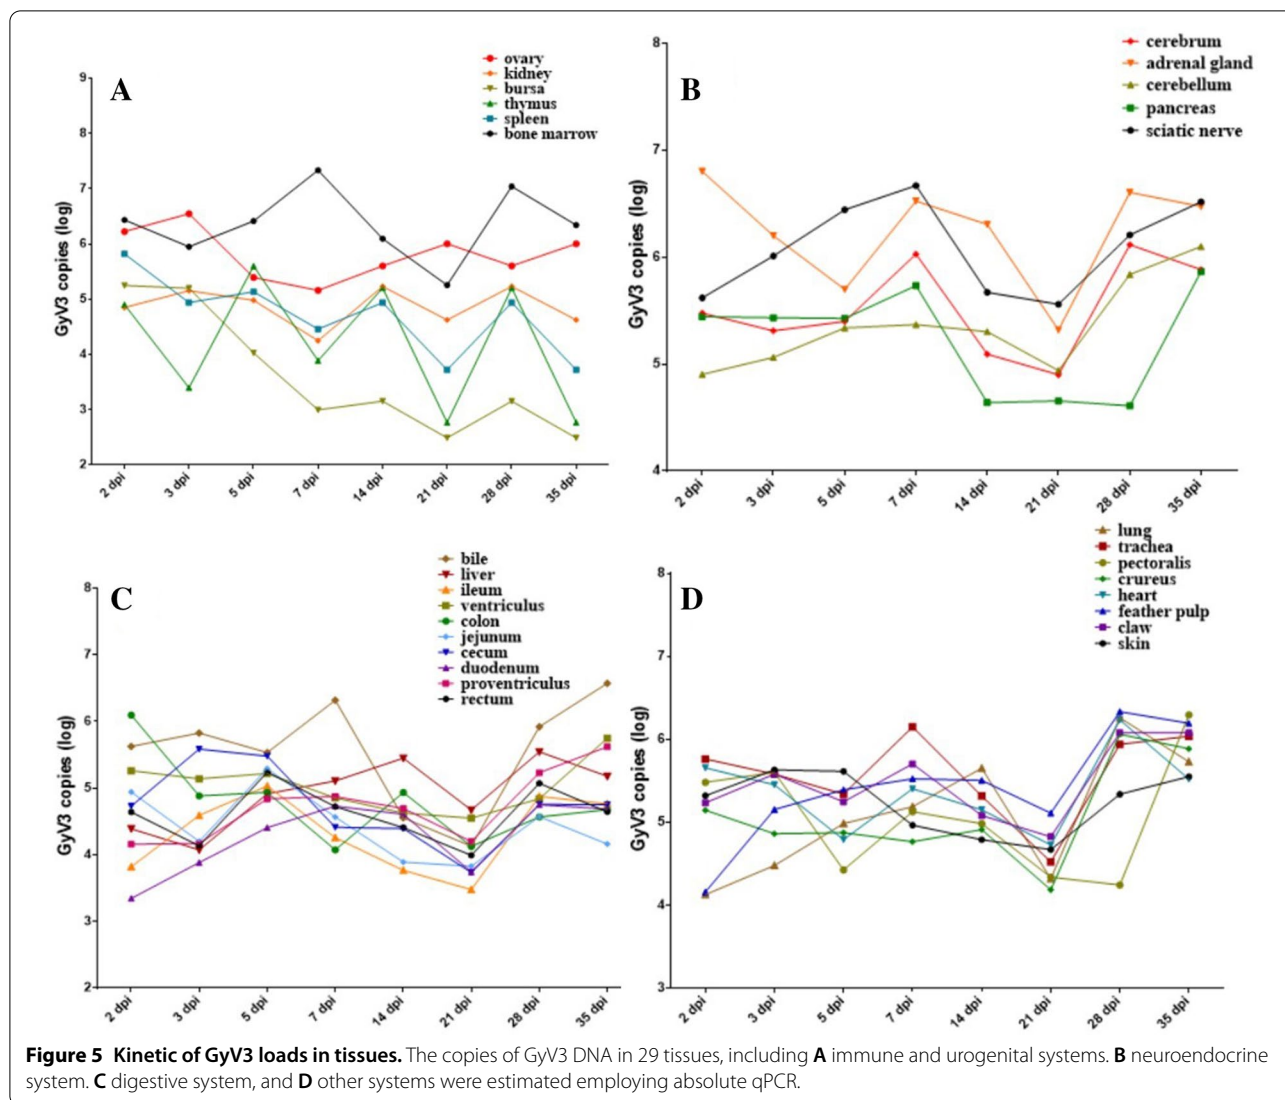 A
GyV3 copies (log)
9
8
7
6
5
4
3
2
2 dpi
3 dpi
5 dpi
7 dpi
14 dpi
21 dpi
28 dpi
35 dpi
ovary
kidney
bursa
thymus
spleen
bone marrow
B
GyV3 copies (log)
8
7
6
5
4
2 dpi
3 dpi
5 dpi
7 dpi
14 dpi
21 dpi
28 dpi
35 dpi
cerebrum
adrenal gland
cerebellum
pancreas
sciatic nerve
C
GyV3 copies (log)
8
7
6
5
4
3
2
2 dpi
3 dpi
5 dpi
7 dpi
14 dpi
21 dpi
28 dpi
35 dpi
bile
liver
ileum
ventriculus
colon
jejunum
cecum
duodenum
proventriculus
rectum
D
GyV3 copies (log)
8
7
6
5
4
3
2 dpi
3 dpi
5 dpi
7 dpi
14 dpi
21 dpi
28 dpi
35 dpi
lung
trachea
pectoralis
crureus
heart
feather pulp
claw
skin
Figure 5 Kinetic of GyV3 loads in tissues. The copies of GyV3 DNA in 29 tissues, including A immune and urogenital systems. B neuroendocrine
system. C digestive system, and D other systems were estimated employing absolute qPCR.